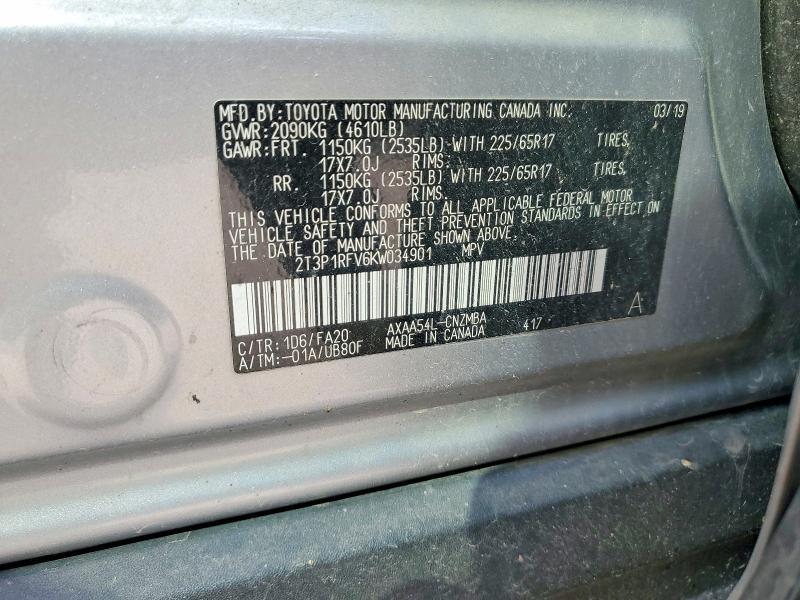 MFD.BY:TOYOTA MOTOR MANUFACTURING CANADA INC. 03/19
GVWR:2090KG (4610LB)
GAWR:FRT. 1150KG (2535LB) WITH 225/65R17 TIRES,
17X7.0J RIMS.
RR. 1150KG (2535LB) WITH 225/65R17 TIRES,
17X7.0J RIMS.
THIS VEHICLE CONFORMS TO ALL APPLICABLE FEDERAL MOTOR
VEHICLE SAFETY AND THEFT PREVENTION STANDARDS IN EFFECT ON
THE DATE OF MANUFACTURE SHOWN ABOVE.
2T3P1RFV6KW034901 MPV
C/TR:1D6/FA20 AXAA54L-CNZMBA 417 A
A/TM:-01A/UB80F MADE IN CANADA